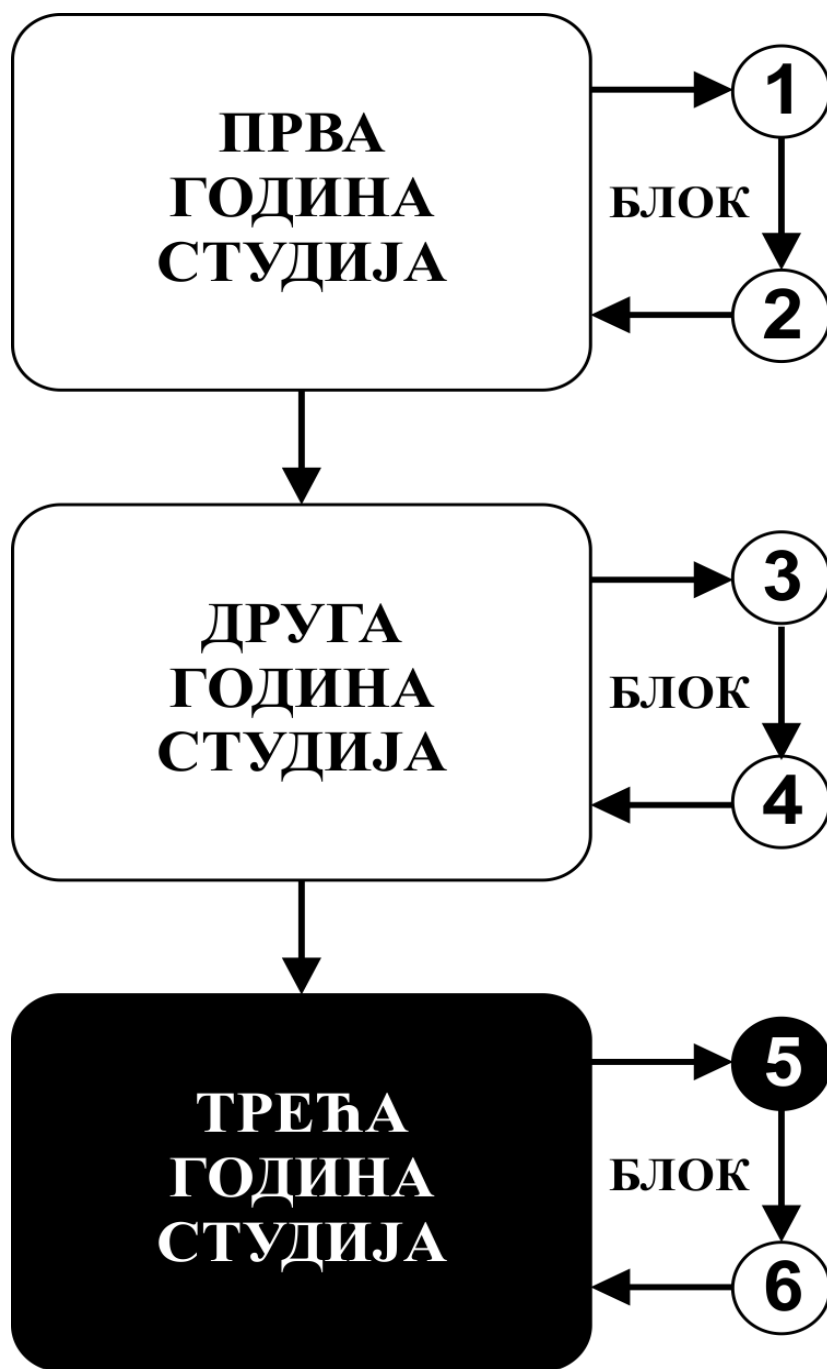 ПРВА
ГОДИНА
СТУДИЈА
1
БЛОК
2
ДРУГА
ГОДИНА
СТУДИЈА
3
БЛОК
4
ТРЕЋА
ГОДИНА
СТУДИЈА
5
БЛОК
6